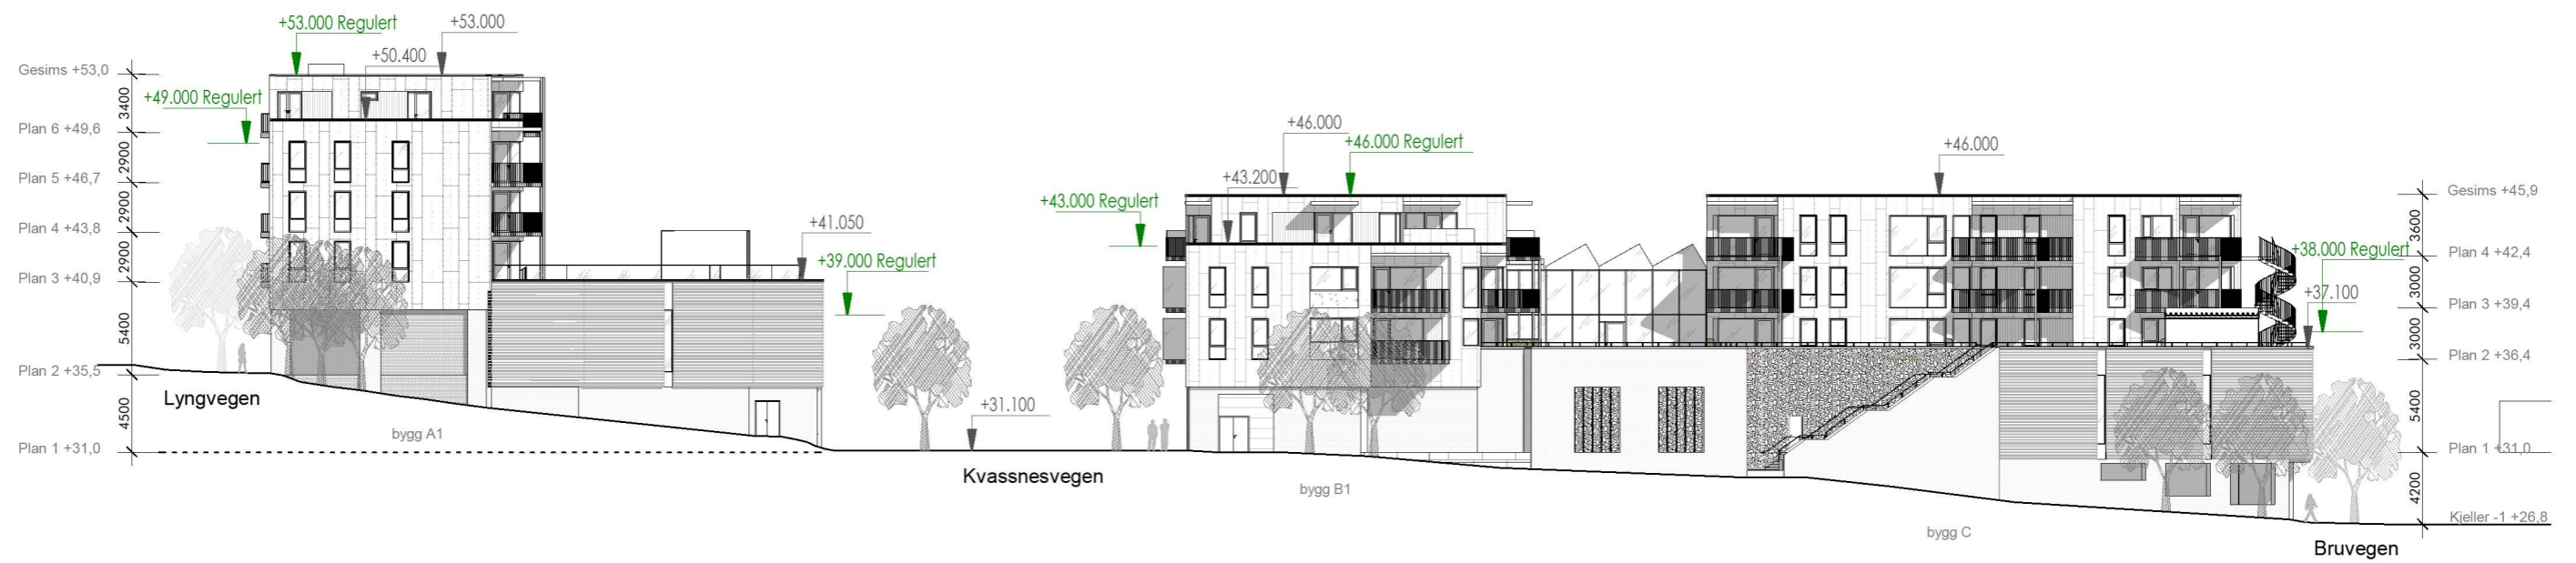 +53.000 Regulert
+53.000
+50.400
Gesims +53,0
+49.000 Regulert
3400
Plan 6 +49,6
2900
Plan 5 +46,7
2900
Plan 4 +43,8
2900
Plan 3 +40,9
5400
Plan 2 +35,5
4500
Plan 1 +31,0
Lyngvegen
bygg A1
+41.050
+39.000 Regulert
+31.100
Kvassnesvegen
+46.000
+46.000 Regulert
+43.200
+43.000 Regulert
bygg B1
+46.000
bygg C
+38.000 Regulert
+37.100
Gesims +45,9
3600
Plan 4 +42,4
3000
Plan 3 +39,4
3000
Plan 2 +36,4
5400
Plan 1 +31,0
4200
Kjeller -1 +26,8
Bruvegen